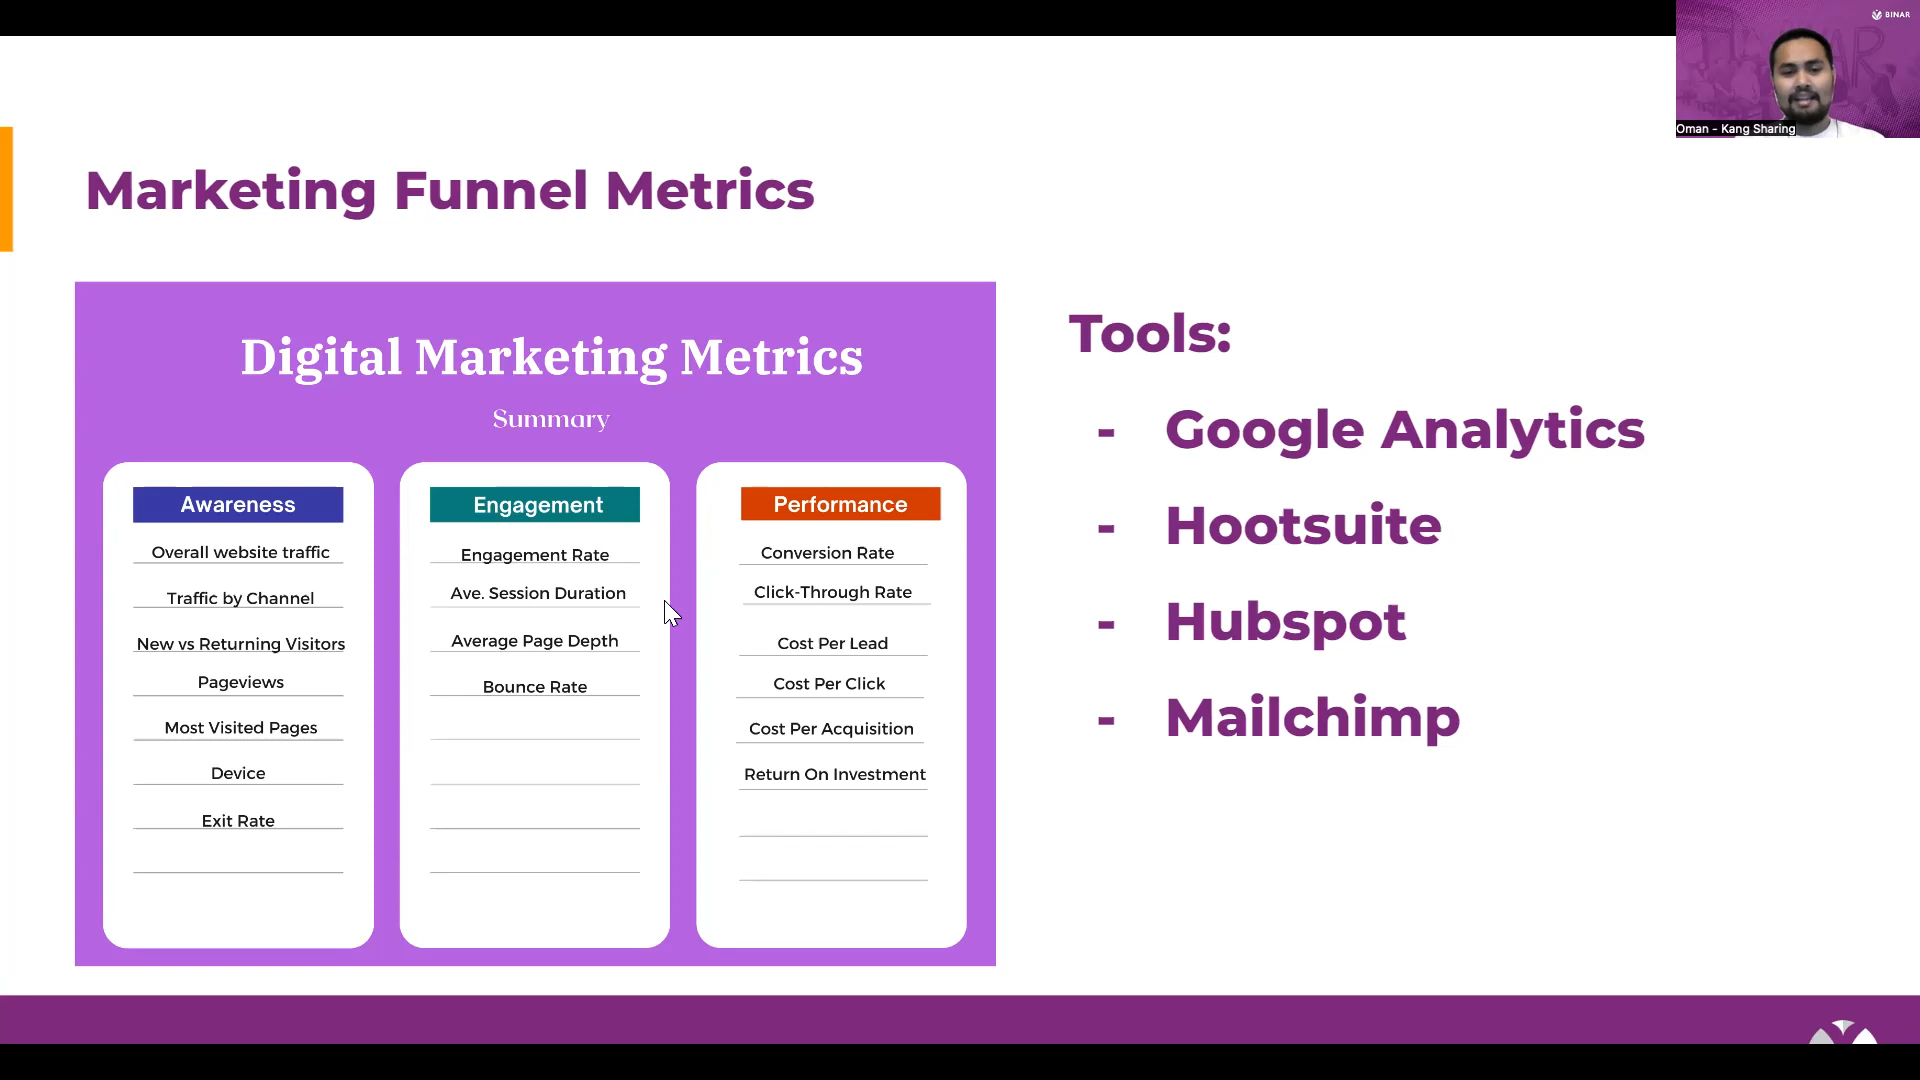 BINAR
Oman - Kang Sharing
Marketing Funnel Metrics
Digital Marketing Metrics
Summary
Awareness
Overall website traffic
Traffic by Channel
New vs Returning Visitors
Pageviews
Most Visited Pages
Device
Exit Rate
Engagement
Engagement Rate
Ave. Session Duration
Average Page Depth
Bounce Rate
Performance
Conversion Rate
Click-Through Rate
Cost Per Lead
Cost Per Click
Cost Per Acquisition
Return On Investment
Tools:
- Google Analytics
- Hootsuite
- Hubspot
- Mailchimp